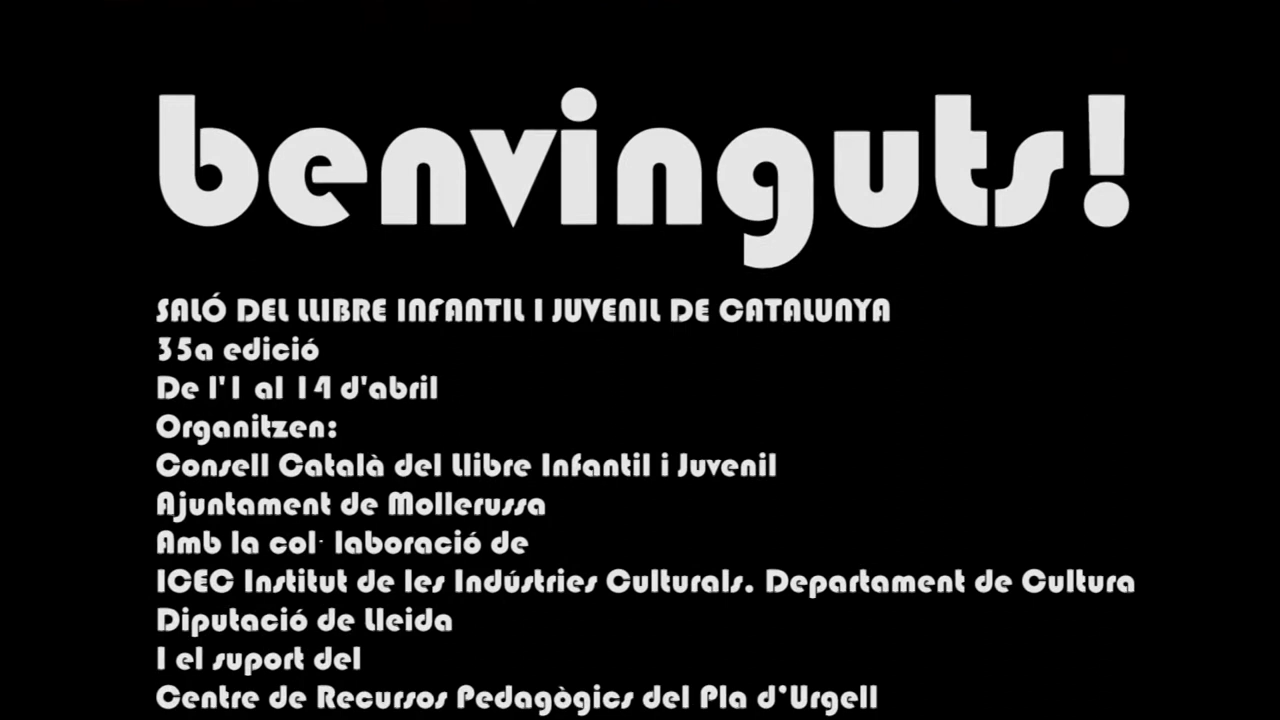 benvinguts!
SALÓ DEL LLIBRE INFANTIL I JUVENIL DE CATALUNYA
35a edició
De l'1 al 14 d'abril
Organitzen:
Consell Català del Llibre Infantil i Juvenil
Ajuntament de Mollerussa
Amb la col· laboració de
ICEC Institut de les Indústries Culturals. Departament de Cultura
Diputació de Lleida
I el suport del
Centre de Recursos Pedagògics del Pla d’Urgell